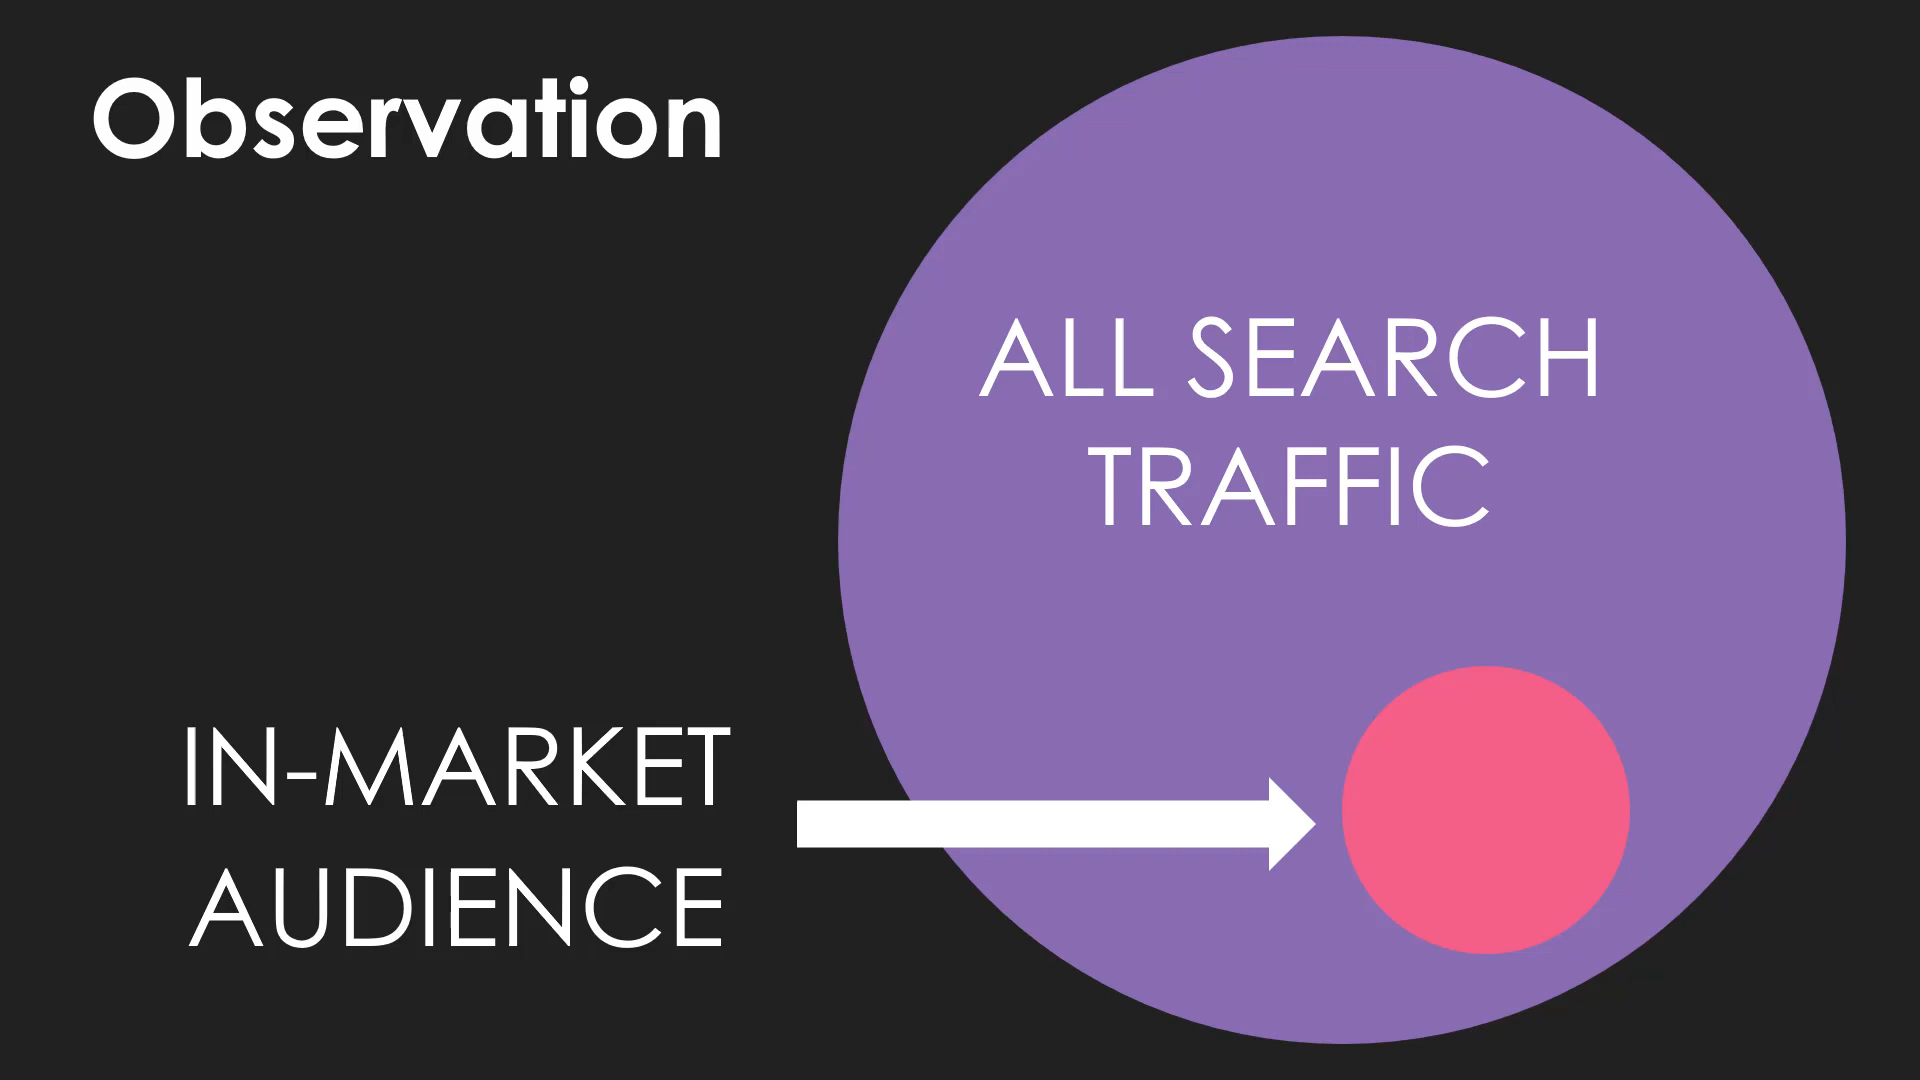 Observation
ALL SEARCH
TRAFFIC
IN-MARKET
AUDIENCE